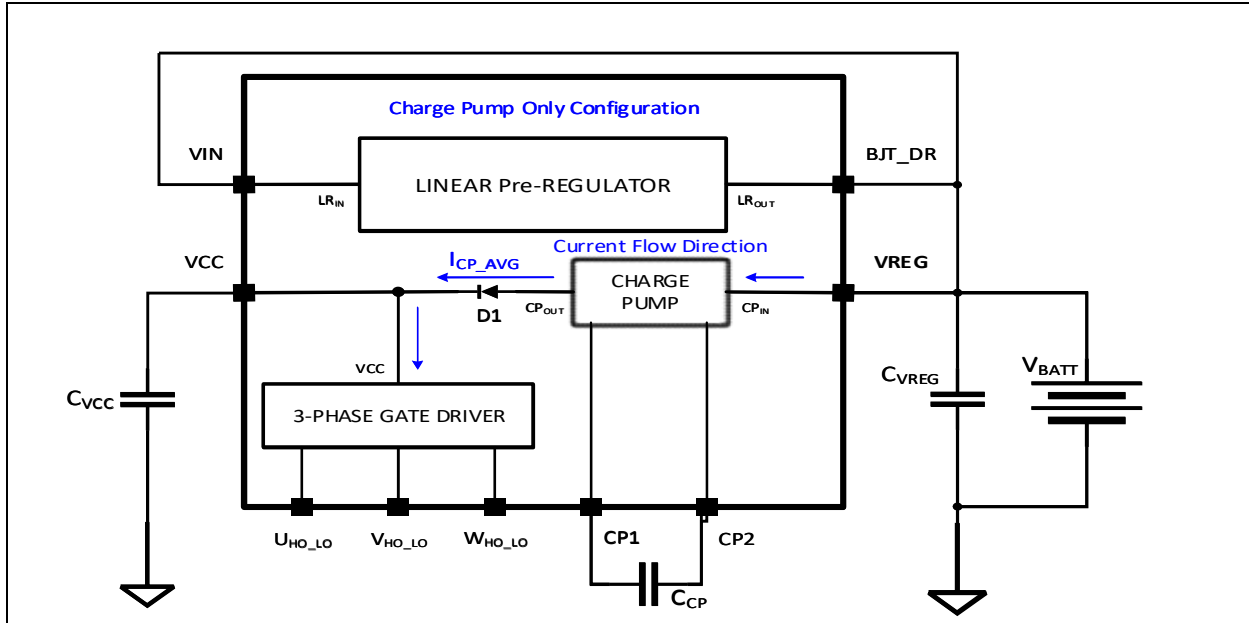 Charge Pump Only Configuration
VIN
BJT_DR
LINEAR Pre-REGULATOR
LRIN
LROUT
Current Flow Direction
VCC
ICP_AVG
VREG
CHARGE
PUMP
D1
CPOUT
CPIN
VCC
CVCC
3-PHASE GATE DRIVER
CVREG
VBATT
UHO_LO
VHO_LO
WHO_LO
CP1
CP2
CCP